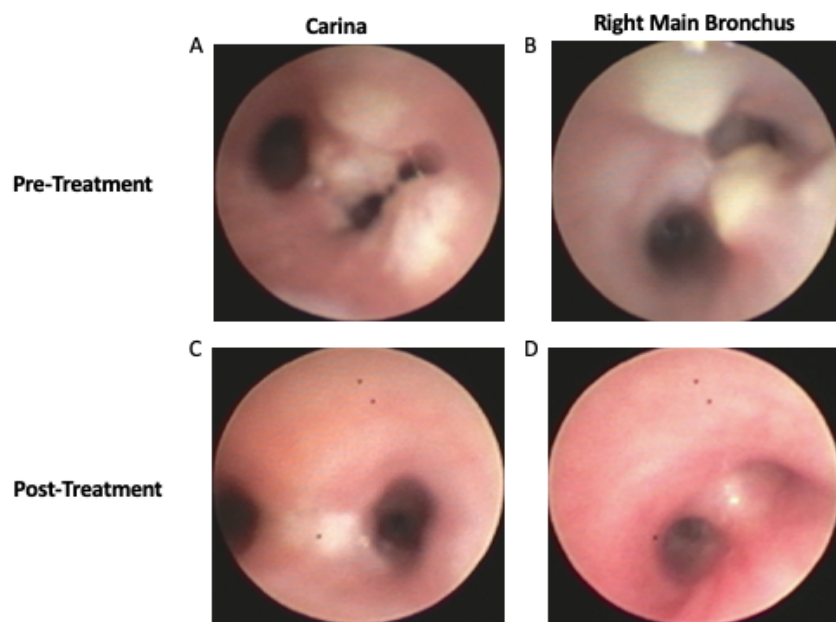 Carina
Right Main Bronchus
A
B
Pre-Treatment
C
D
Post-Treatment